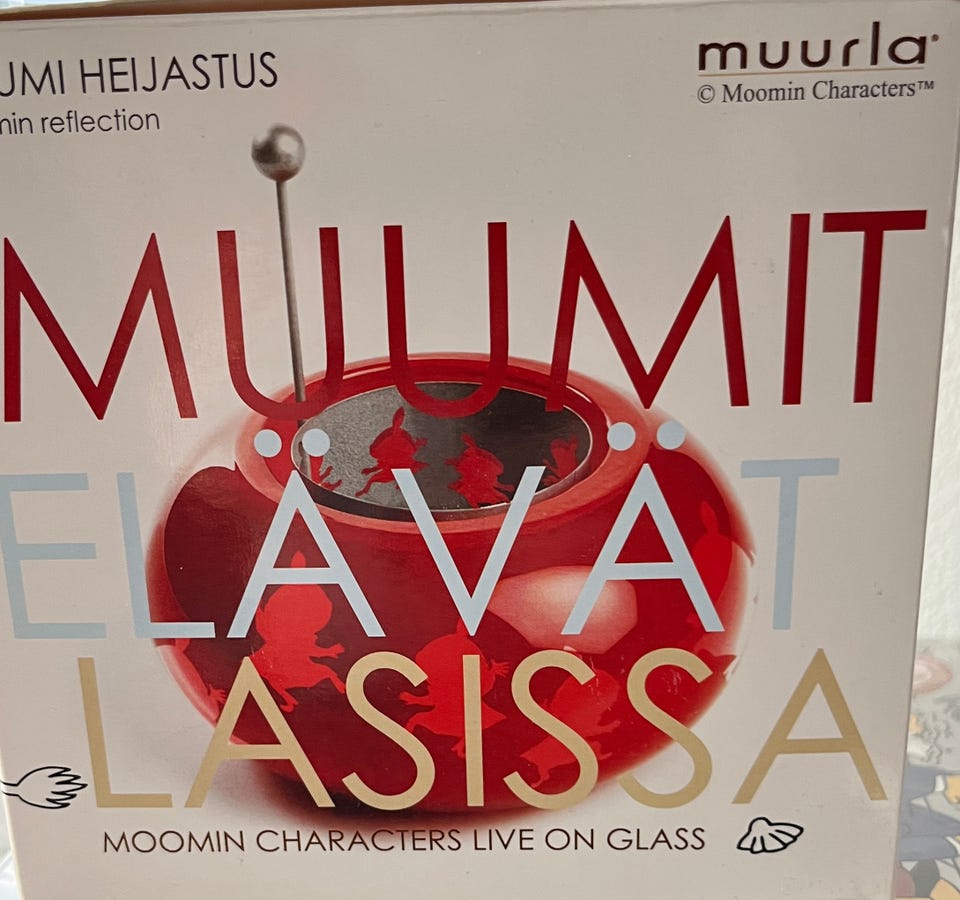 UMI HEIJASTUS
min reflection
muurla®
© Moomin Characters™
MUUMIT
ELÄVÄT
LASISSA
MOOMIN CHARACTERS LIVE ON GLASS